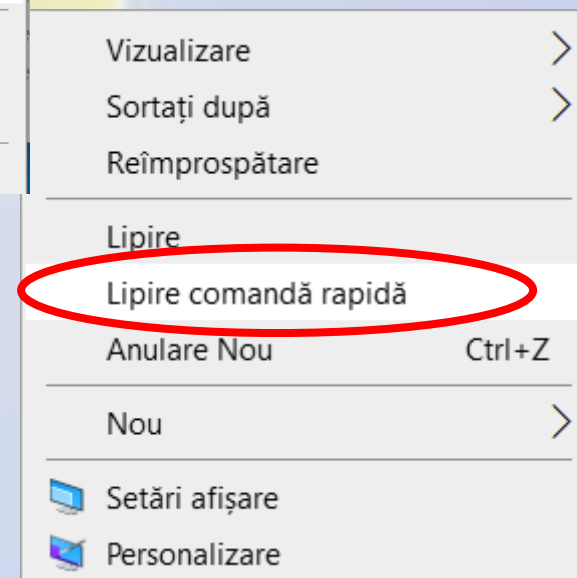 Vizualizare
Sortați după
Reîmprospătare
Lipire
Lipire comandă rapidă
Anulare Nou Ctrl+Z
Nou
Setări afișare
Personalizare